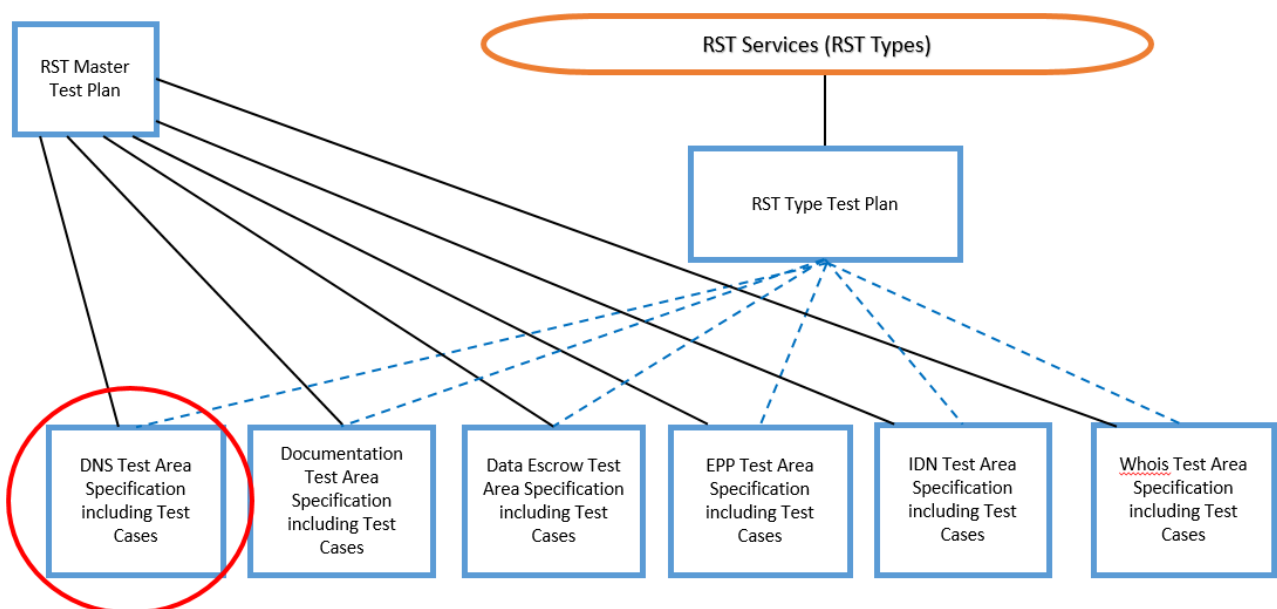 RST Master
Test Plan
RST Services (RST Types)
RST Type Test Plan
DNS Test Area
Specification
including Test
Cases
Documentation
Test Area
Specification
including Test
Cases
Data Escrow Test
Area Specification
including Test
Cases
EPP Test Area
Specification
including Test
Cases
IDN Test Area
Specification
including Test
Cases
Whois Test Area
Specification
including Test
Cases